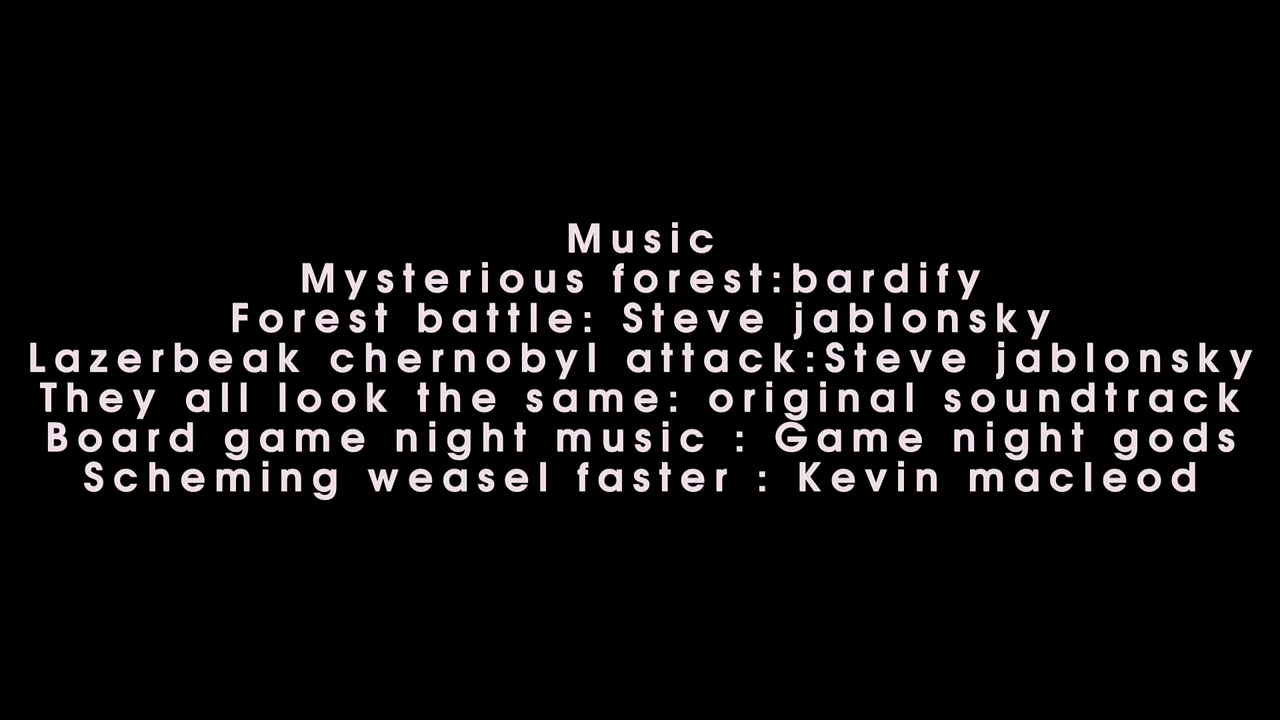 Music
Mysterious forest:bardify
Forest battle: Steve jablonsky
Lazerbeak chernobyl attack:Steve jablonsky
They all look the same: original soundtrack
Board game night music : Game night gods
Scheming weasel faster : Kevin macleod